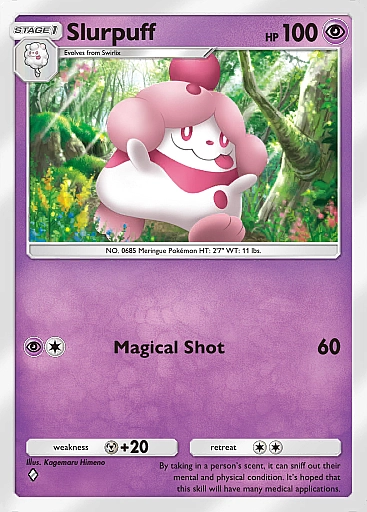 STAGE 1
Slurpuff
HP 100
Evolves from Swirlix
NO. 0685 Meringue Pokémon HT: 2'7" WT: 11 lbs.
Magical Shot 60
weakness +20 retreat
Illus. Kagemaru Himeno
By taking in a person's scent, it can sniff out their
mental and physical condition. It's hoped that
this skill will have many medical applications.